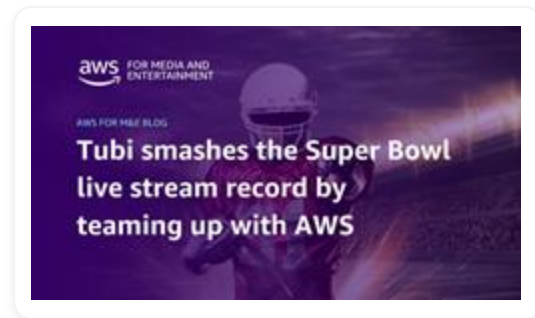 aws FOR MEDIA AND
ENTERTAINMENT
AWS FOR M&E BLOG
Tubi smashes the Super Bowl
live stream record by
teaming up with AWS